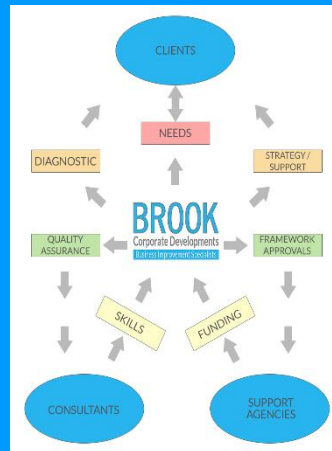 CLIENTS
NEEDS
DIAGNOSTIC
STRATEGY /
SUPPORT
BROOK
Corporate Developments
Business Improvement Specialists
QUALITY
ASSURANCE
FRAMEWORK
APPROVALS
SKILLS
FUNDING
CONSULTANTS
SUPPORT
AGENCIES